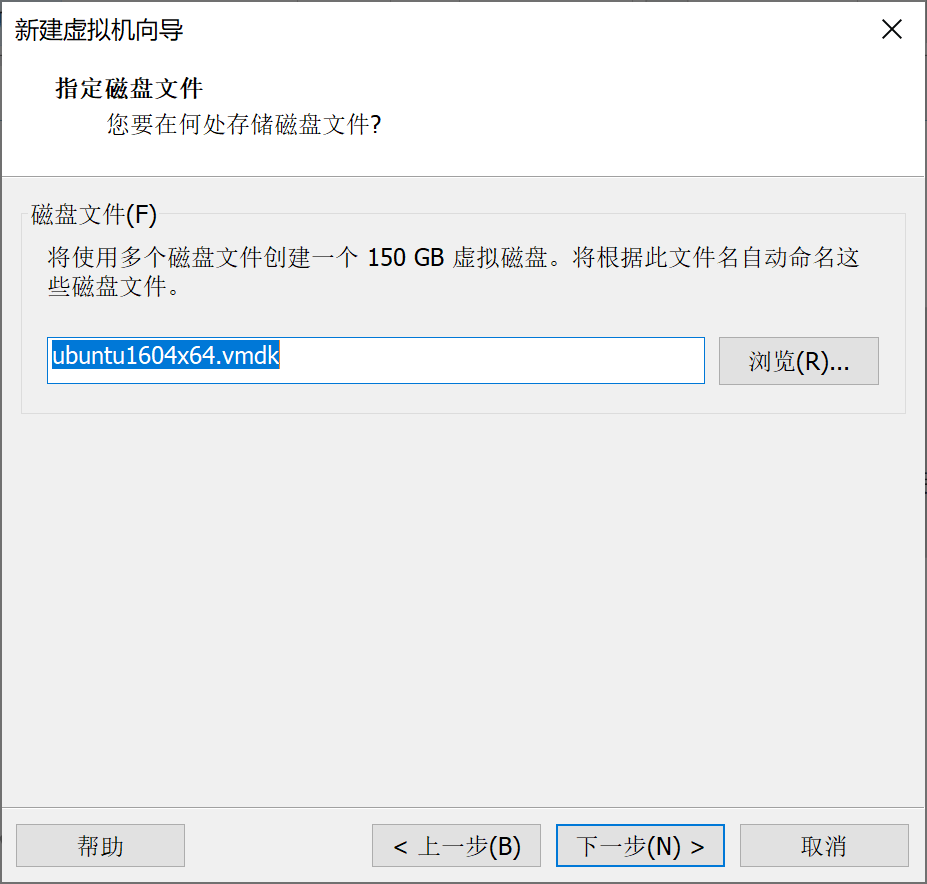 新建虚拟机向导
指定磁盘文件
您要在何处存储磁盘文件?
磁盘文件(F)
将使用多个磁盘文件创建一个 150 GB 虚拟磁盘。将根据此文件名自动命名这
些磁盘文件。
ubuntu1604x64.vmdk
浏览(R)...
帮助
< 上一步(B)
下一步(N) >
取消